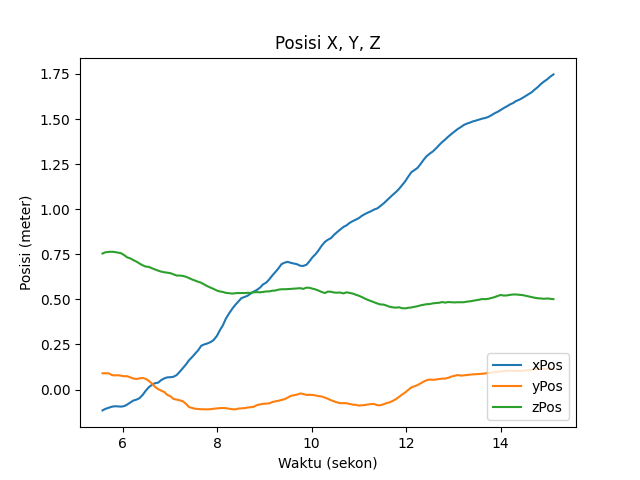 Posisi X, Y, Z
Posisi (meter)
1.75
1.50
1.25
1.00
0.75
0.50
0.25
0.00
6 8 10 12 14
Waktu (sekon)
xPos
yPos
zPos